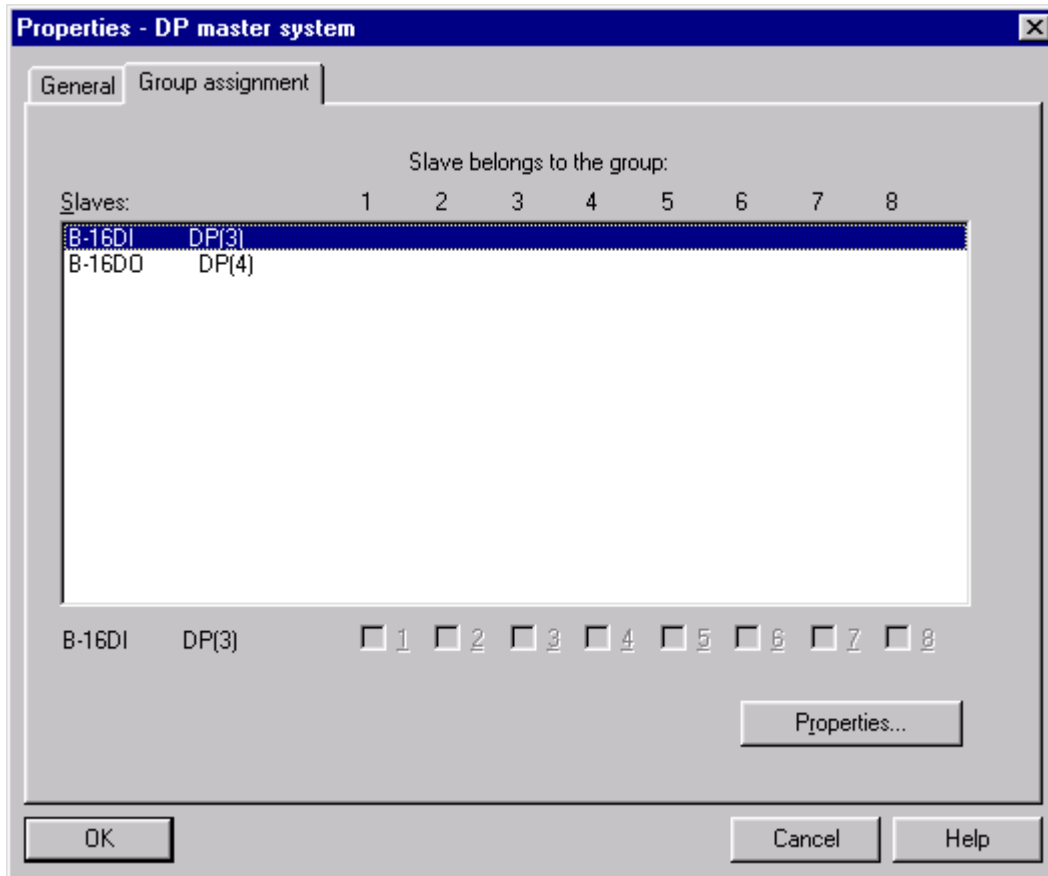 Properties - DP master system
General Group assignment
Slave belongs to the group:
Slaves: 1 2 3 4 5 6 7 8
B-16DI DP(3)
B-16DO DP(4)
B-16DI DP(3) 1 2 3 4 5 6 7 8
Properties...
OK Cancel Help